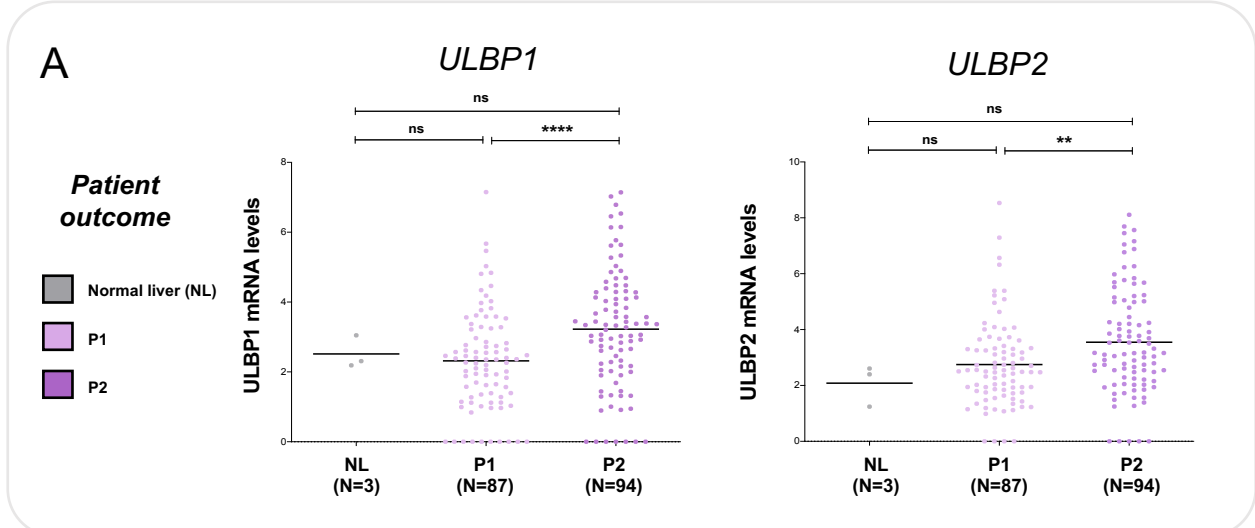 A
Patient
outcome
Normal liver (NL)
P1
P2
ULBP1
ns
ns
****
ULBP1 mRNA levels
8
6
4
2
0
NL
(N=3)
P1
(N=87)
P2
(N=94)
ULBP2
ns
ns
**
ULBP2 mRNA levels
10
8
6
4
2
0
NL
(N=3)
P1
(N=87)
P2
(N=94)